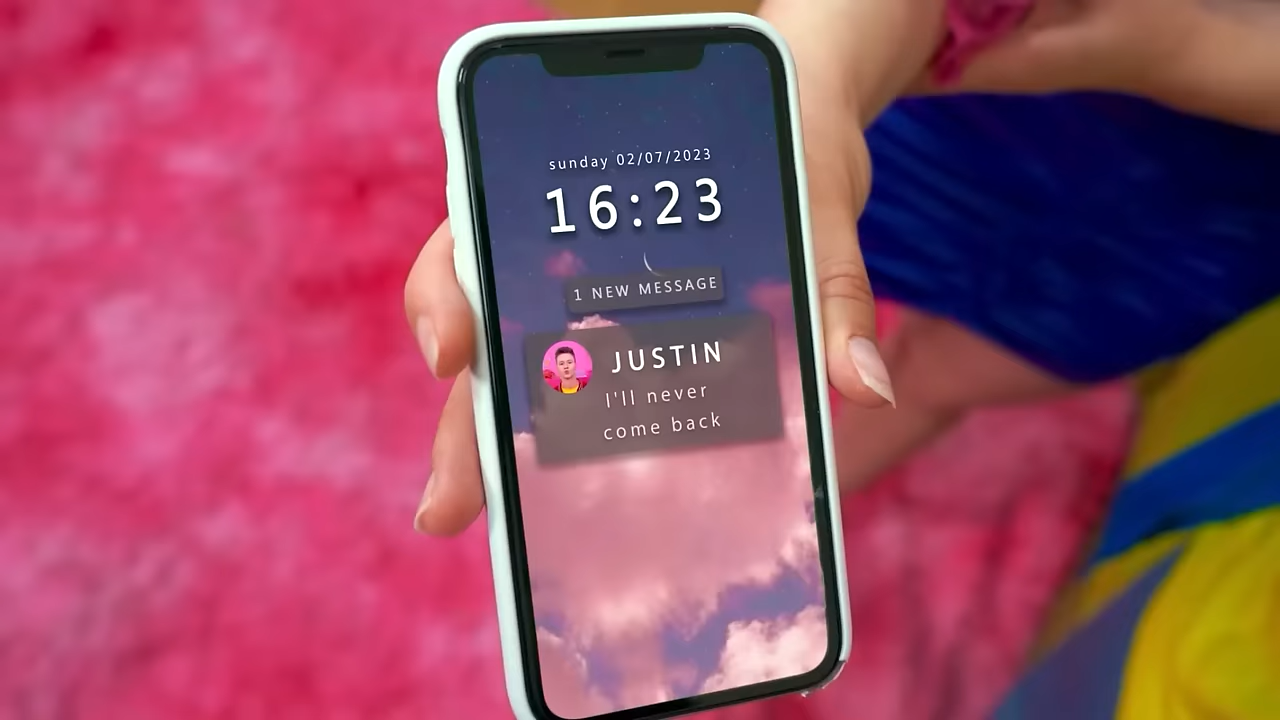 sunday 02/07/2023
16:23
1 NEW MESSAGE
JUSTIN
I'll never
come back